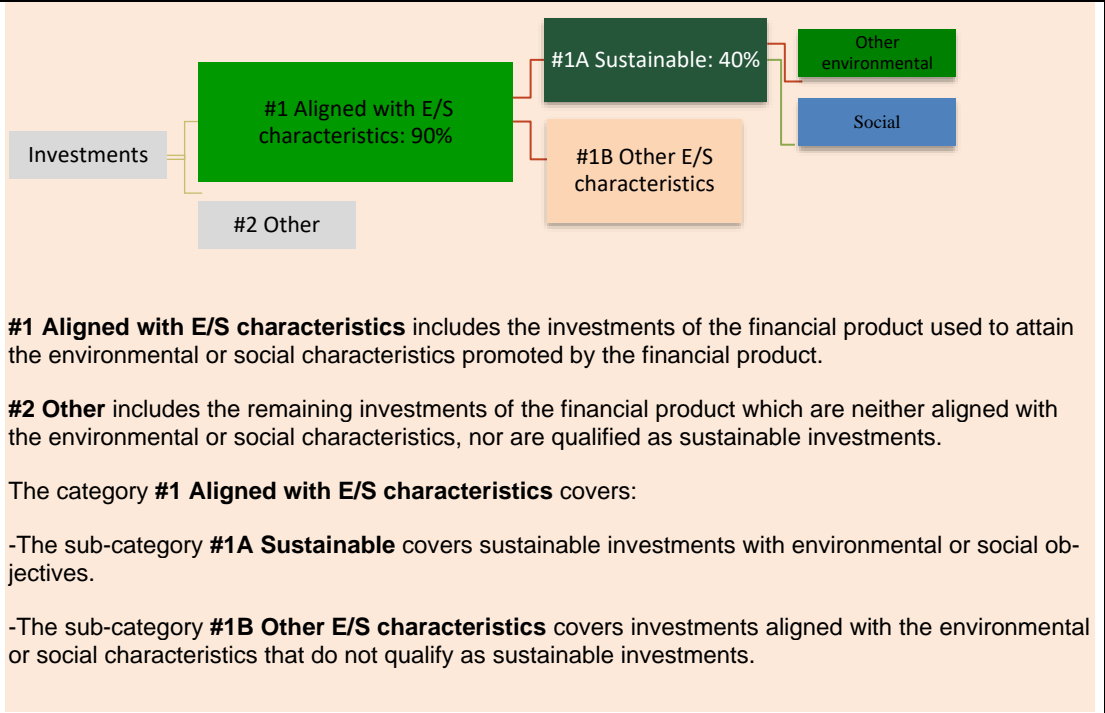 Investments
#1 Aligned with E/S
characteristics: 90%
#2 Other
#1A Sustainable: 40%
#1B Other E/S
characteristics
Other
environmental
Social
#1 Aligned with E/S characteristics includes the investments of the financial product used to attain
the environmental or social characteristics promoted by the financial product.
#2 Other includes the remaining investments of the financial product which are neither aligned with
the environmental or social characteristics, nor are qualified as sustainable investments.
The category #1 Aligned with E/S characteristics covers:
-The sub-category #1A Sustainable covers sustainable investments with environmental or social ob-
jectives.
-The sub-category #1B Other E/S characteristics covers investments aligned with the environmental
or social characteristics that do not qualify as sustainable investments.